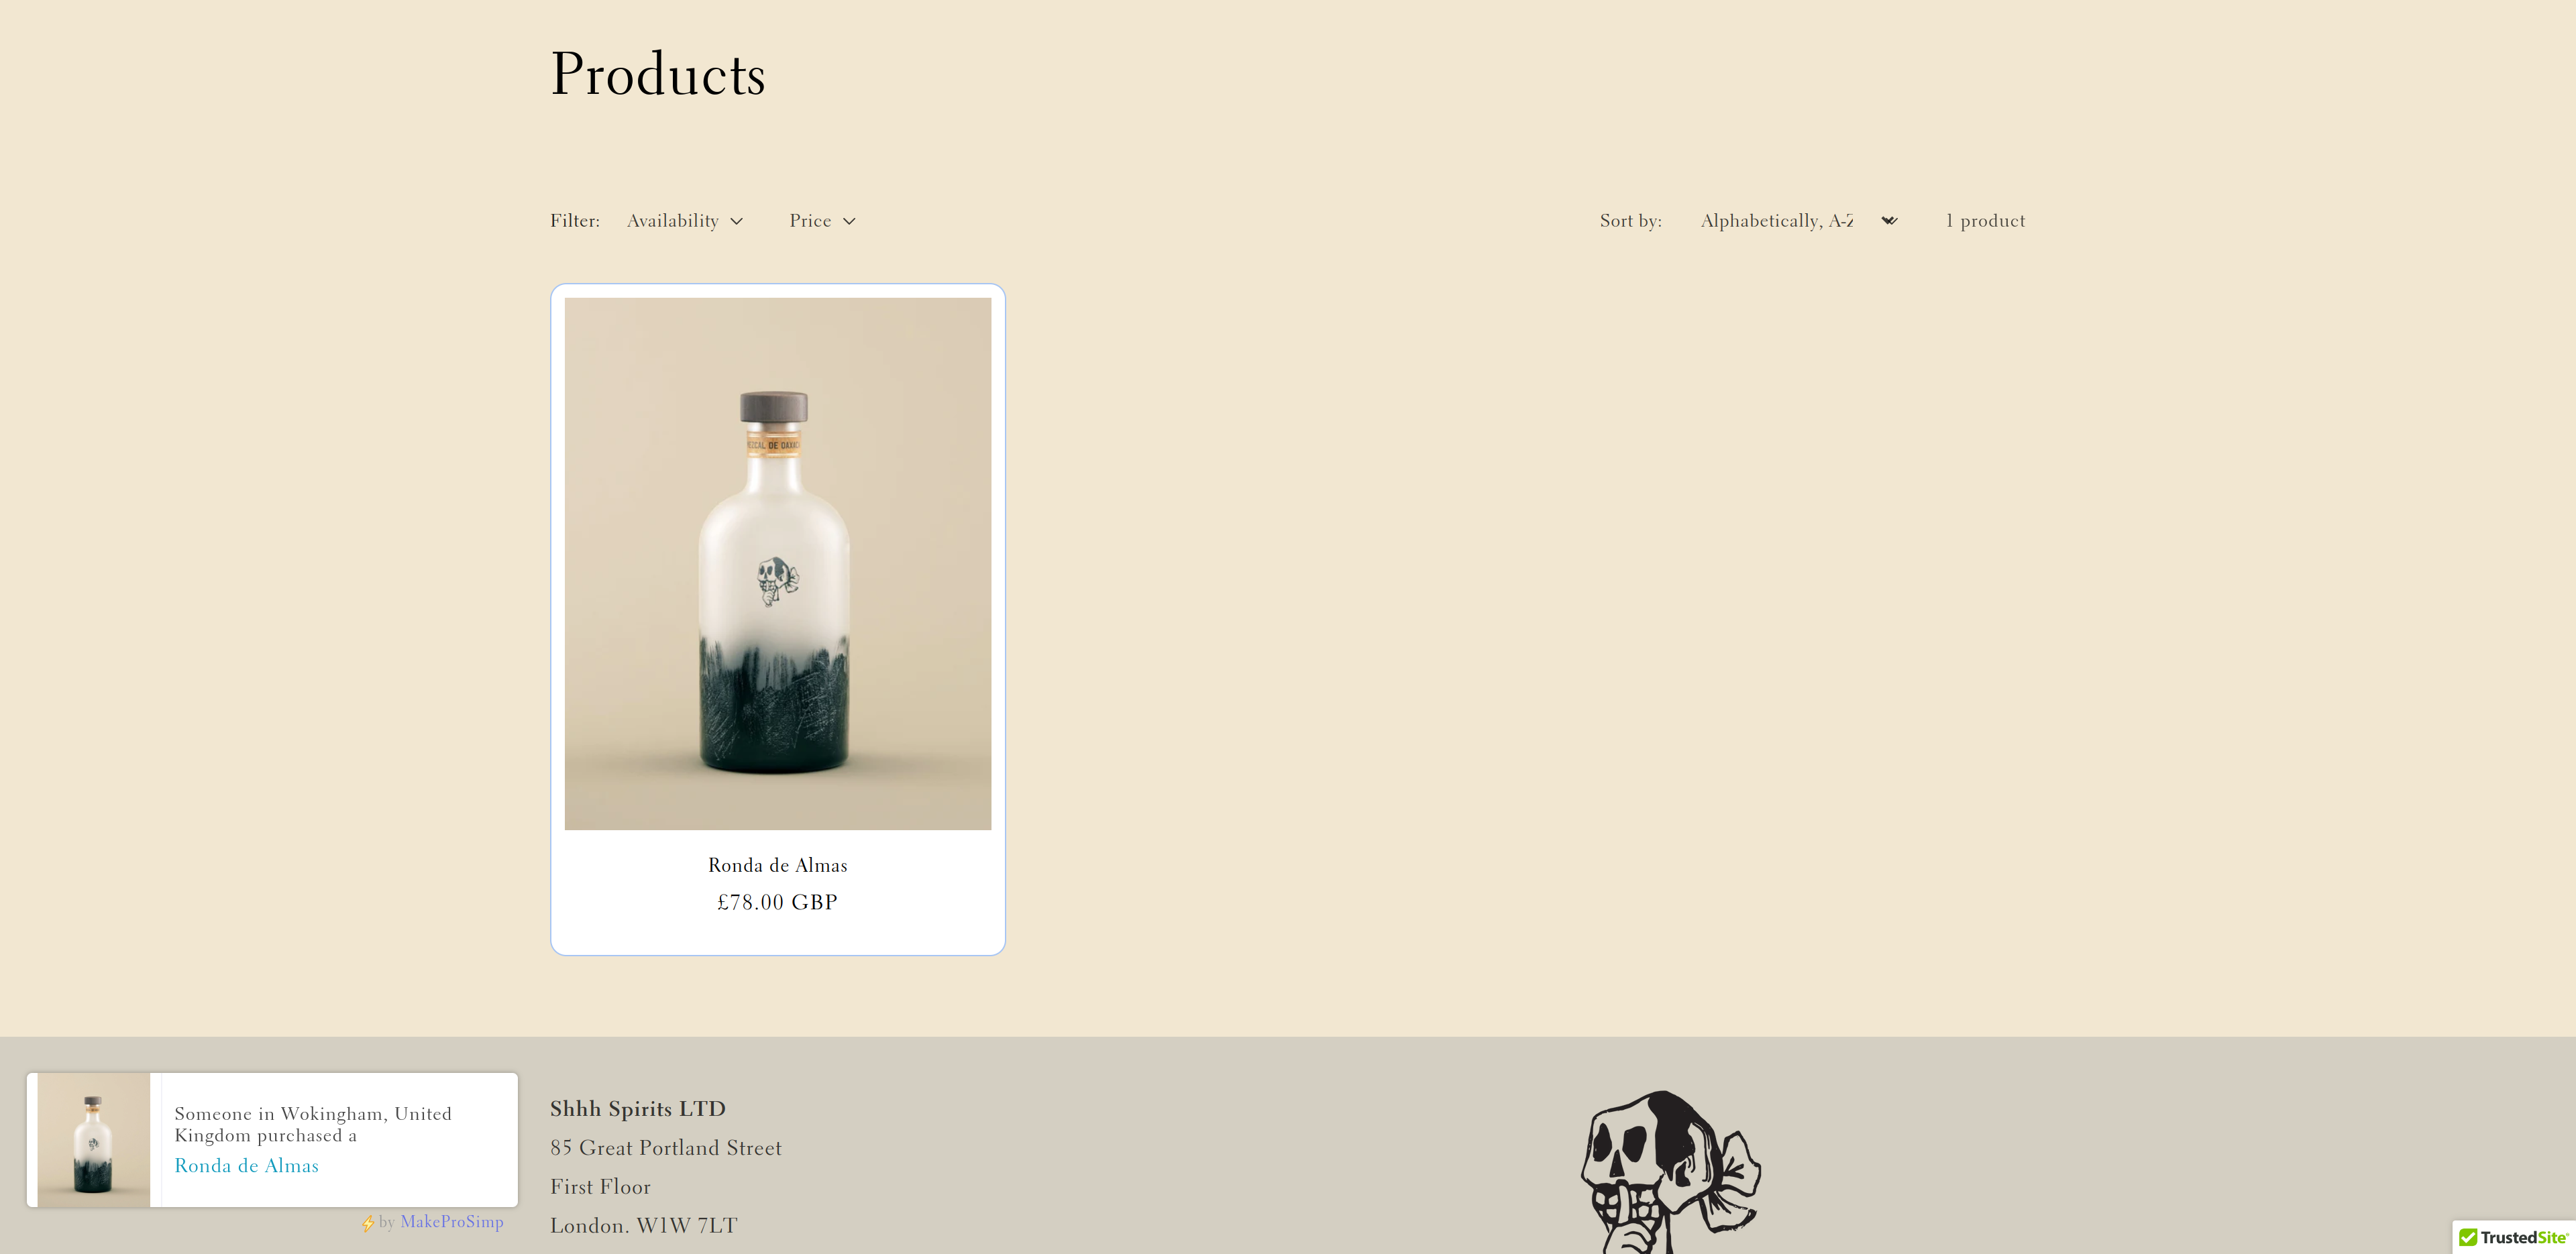 Products
Filter: Availability Price
Sort by: Alphabetically, A-Z 1 product
MEZCAL DE OAXACA
Ronda de Almas
£78.00 GBP
Someone in Wokingham, United
Kingdom purchased a
Ronda de Almas
by MakeProSimp
Shhh Spirits LTD
85 Great Portland Street
First Floor
London. W1W 7LT
TrustedSite